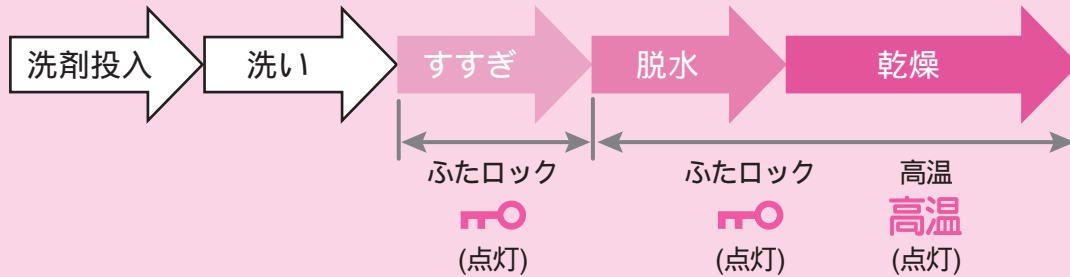 洗剤投入 洗い すすぎ 脱水 乾燥
ふたロック ふたロック 高温
高温
(点灯) (点灯) (点灯)